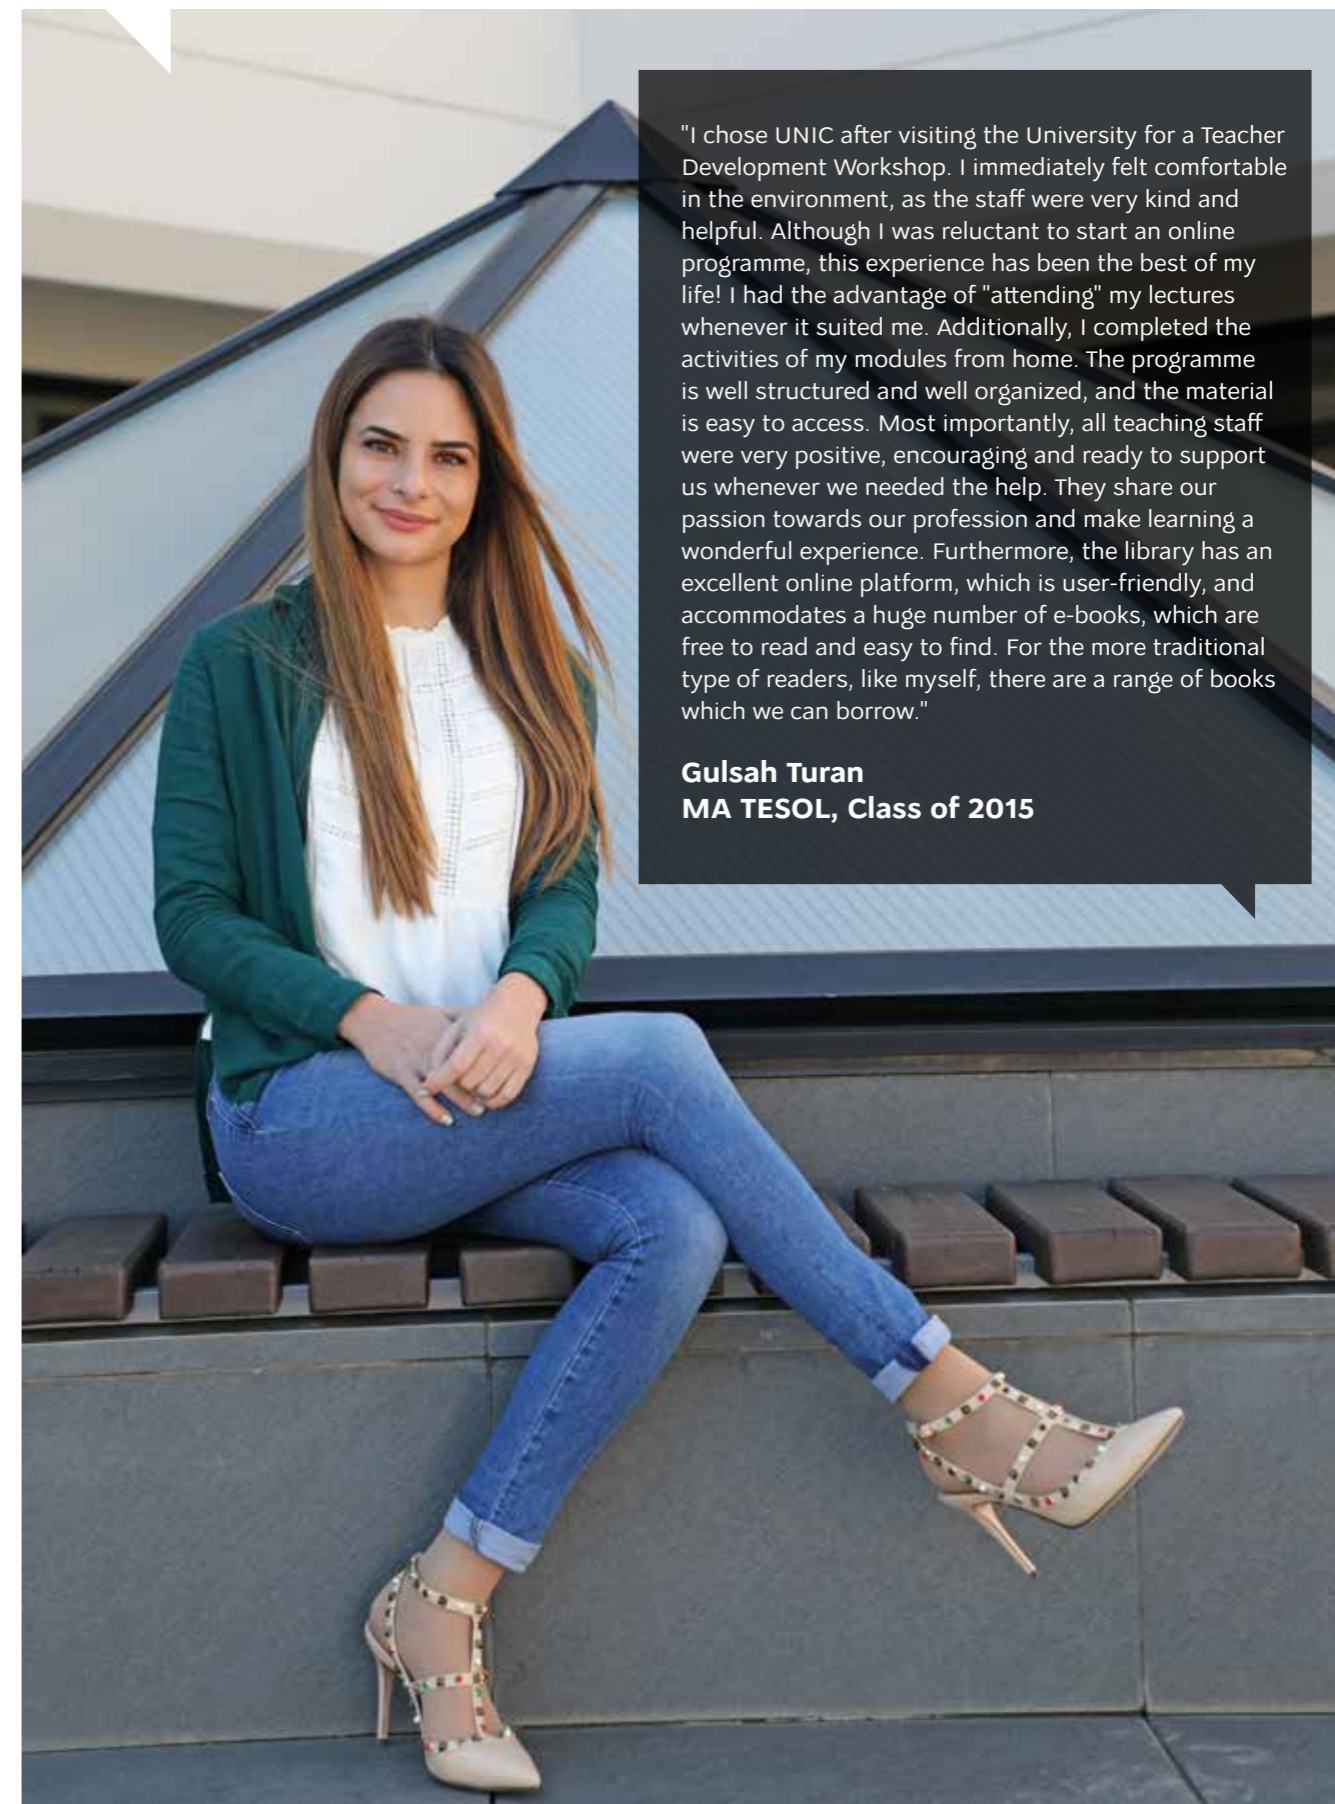 "I chose UNIC after visiting the University for a Teacher
Development Workshop. I immediately felt comfortable
in the environment, as the staff were very kind and
helpful. Although I was reluctant to start an online
programme, this experience has been the best of my
life! I had the advantage of "attending" my lectures
whenever it suited me. Additionally, I completed the
activities of my modules from home. The programme
is well structured and well organized, and the material
is easy to access. Most importantly, all teaching staff
were very positive, encouraging and ready to support
us whenever we needed the help. They share our
passion towards our profession and make learning a
wonderful experience. Furthermore, the library has an
excellent online platform, which is user-friendly, and
accommodates a huge number of e-books, which are
free to read and easy to find. For the more traditional
type of readers, like myself, there are a range of books
which we can borrow."
Gulsah Turan
MA TESOL, Class of 2015